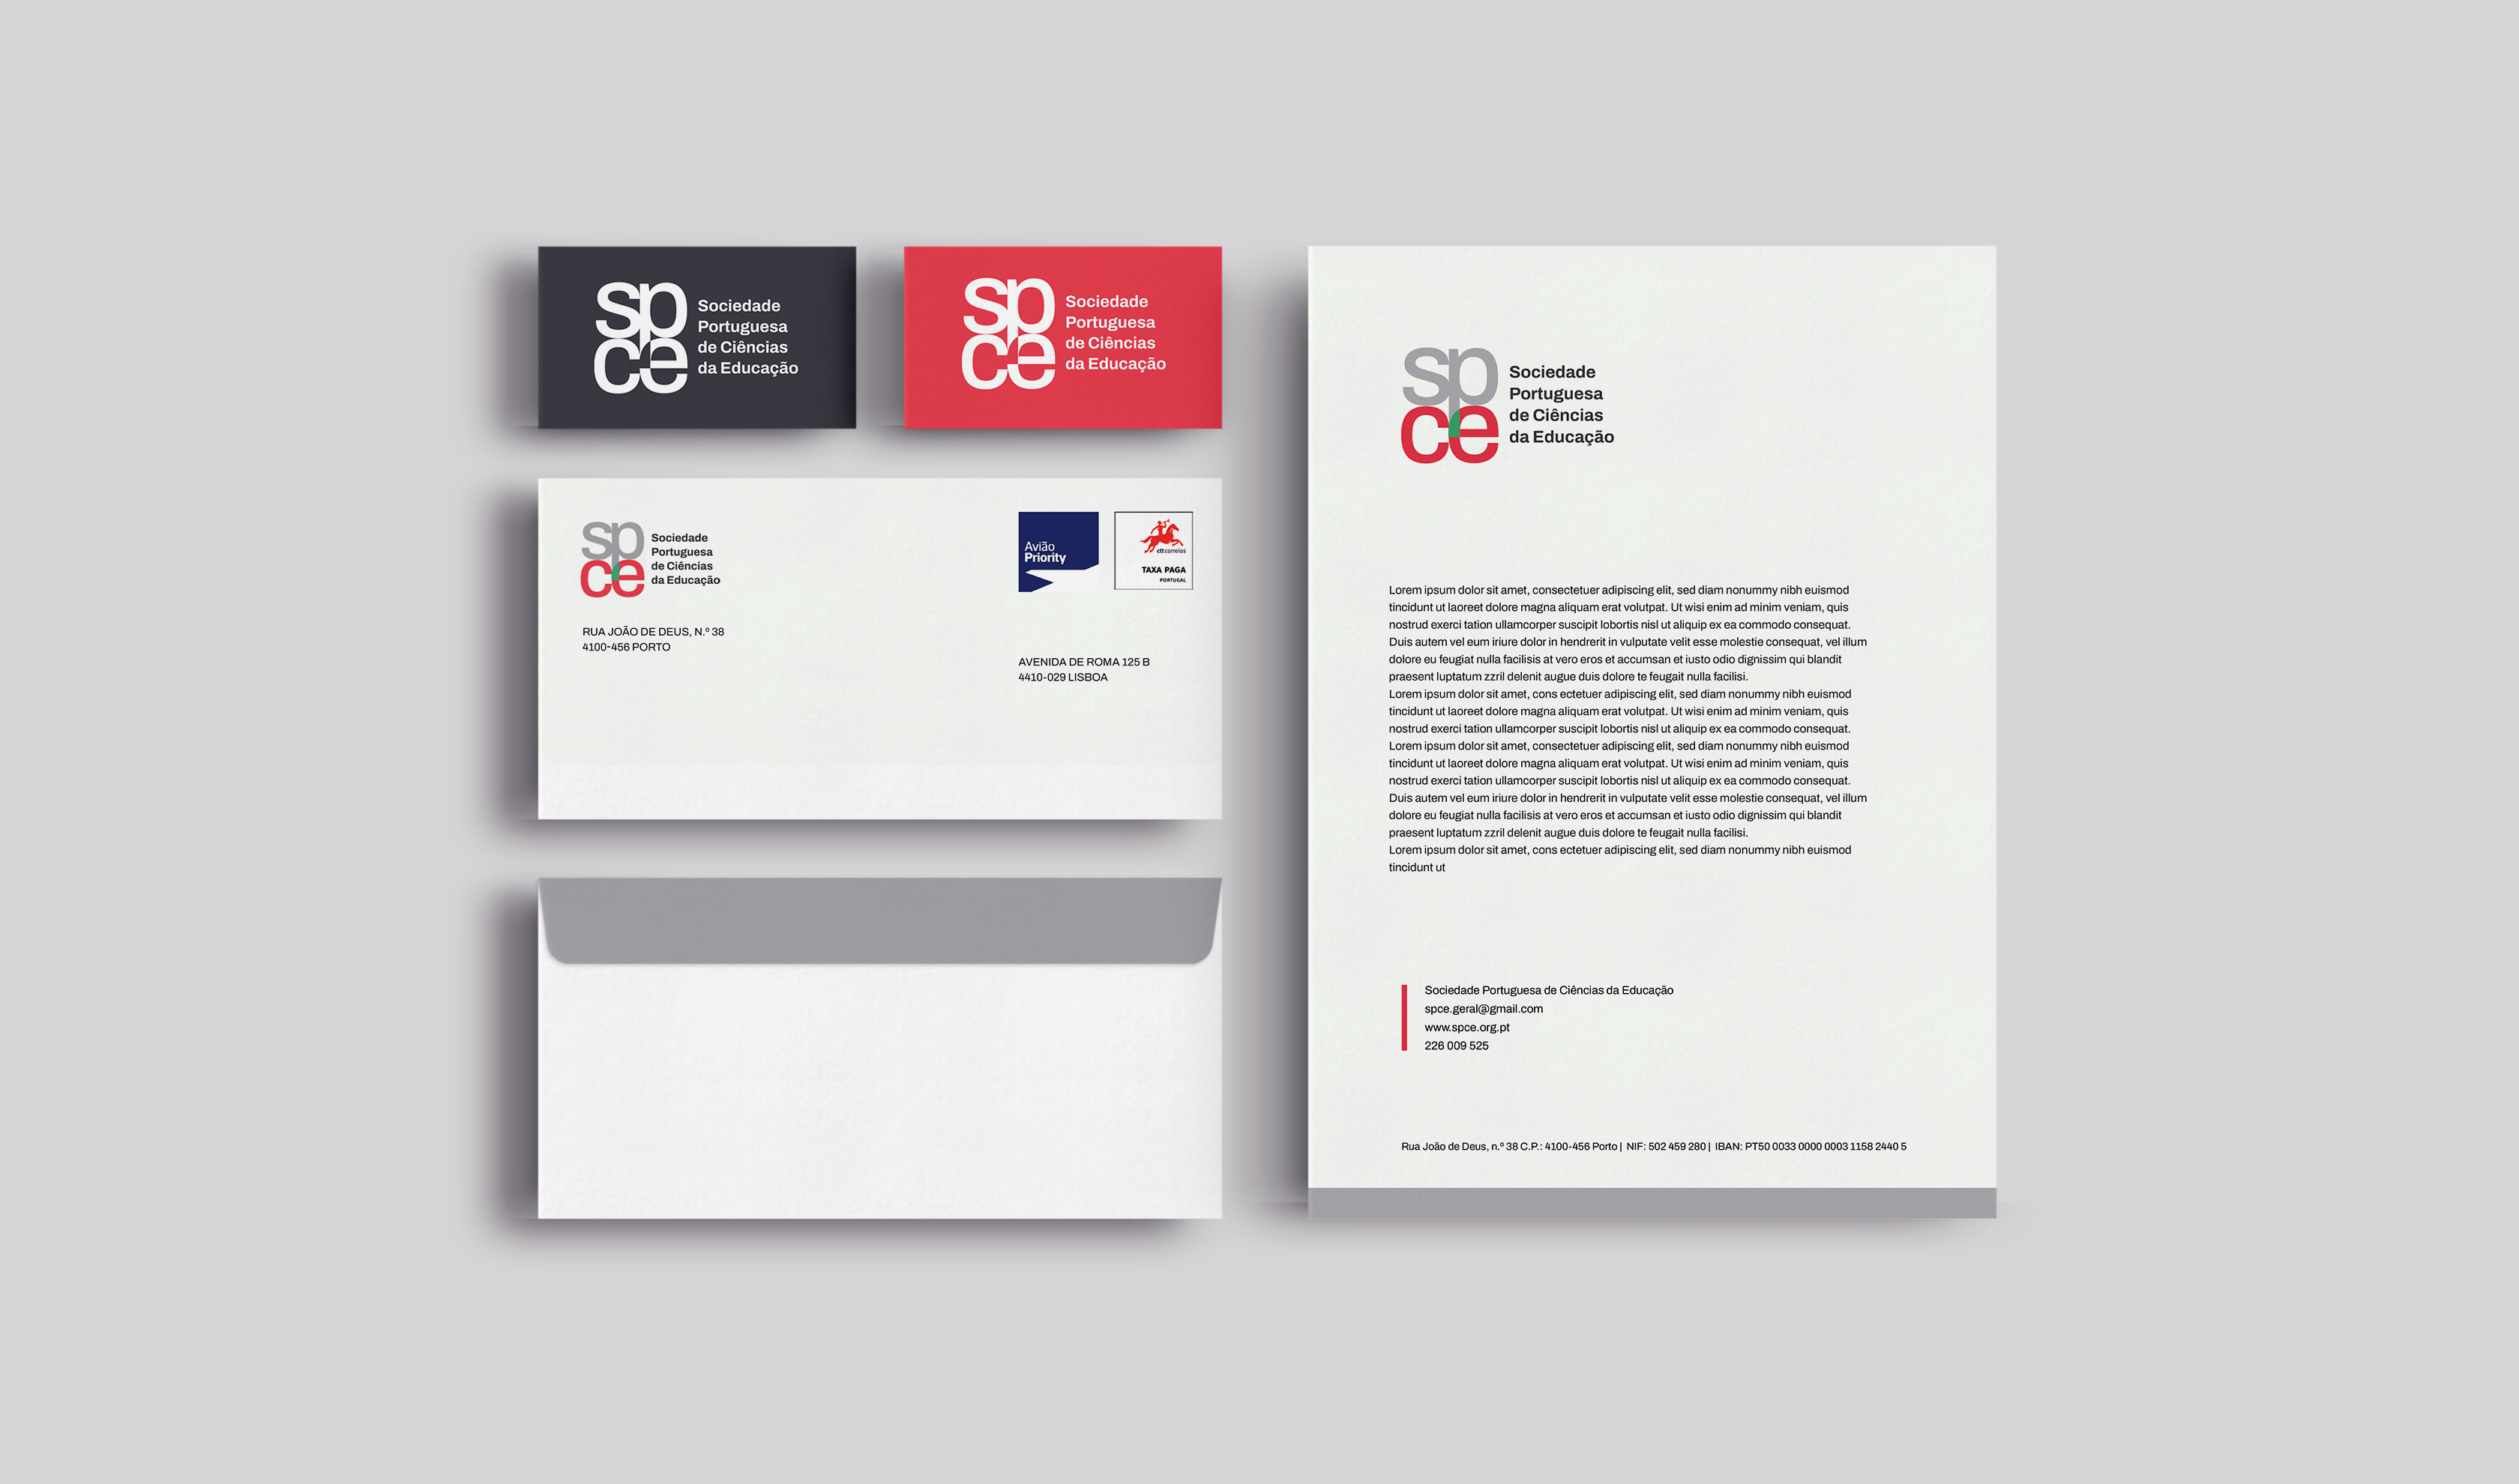 sp
ce
Sociedade
Portuguesa
de Ciências
da Educação
sp
ce
Sociedade
Portuguesa
de Ciências
da Educação
sp
ce
Sociedade
Portuguesa
de Ciências
da Educação
Avião
Priority
ctt correios
TAXA PAGA
PORTUGAL
RUA JOÃO DE DEUS, N.º 38
4100-456 PORTO
AVENIDA DE ROMA 125 B
4410-029 LISBOA
sp
ce
Sociedade
Portuguesa
de Ciências
da Educação
Lorem ipsum dolor sit amet, consectetuer adipiscing elit, sed diam nonummy nibh euismod
tincidunt ut laoreet dolore magna aliquam erat volutpat. Ut wisi enim ad minim veniam, quis
nostrud exerci tation ullamcorper suscipit lobortis nisl ut aliquip ex ea commodo consequat.
Duis autem vel eum iriure dolor in hendrerit in vulputate velit esse molestie consequat, vel illum
dolore eu feugiat nulla facilisis at vero eros et accumsan et iusto odio dignissim qui blandit
praesent luptatum zzril delenit augue duis dolore te feugait nulla facilisi.
Lorem ipsum dolor sit amet, cons ectetuer adipiscing elit, sed diam nonummy nibh euismod
tincidunt ut laoreet dolore magna aliquam erat volutpat. Ut wisi enim ad minim veniam, quis
nostrud exerci tation ullamcorper suscipit lobortis nisl ut aliquip ex ea commodo consequat.
Lorem ipsum dolor sit amet, consectetuer adipiscing elit, sed diam nonummy nibh euismod
tincidunt ut laoreet dolore magna aliquam erat volutpat. Ut wisi enim ad minim veniam, quis
nostrud exerci tation ullamcorper suscipit lobortis nisl ut aliquip ex ea commodo consequat.
Duis autem vel eum iriure dolor in hendrerit in vulputate velit esse molestie consequat, vel illum
dolore eu feugiat nulla facilisis at vero eros et accumsan et iusto odio dignissim qui blandit
praesent luptatum zzril delenit augue duis dolore te feugait nulla facilisi.
Lorem ipsum dolor sit amet, cons ectetuer adipiscing elit, sed diam nonummy nibh euismod
tincidunt ut
Sociedade Portuguesa de Ciências da Educação
spce.geral@gmail.com
www.spce.org.pt
226 009 525
Rua João de Deus, n.º 38 C.P.: 4100-456 Porto | NIF: 502 459 280 | IBAN: PT50 0033 0000 0003 1158 2440 5